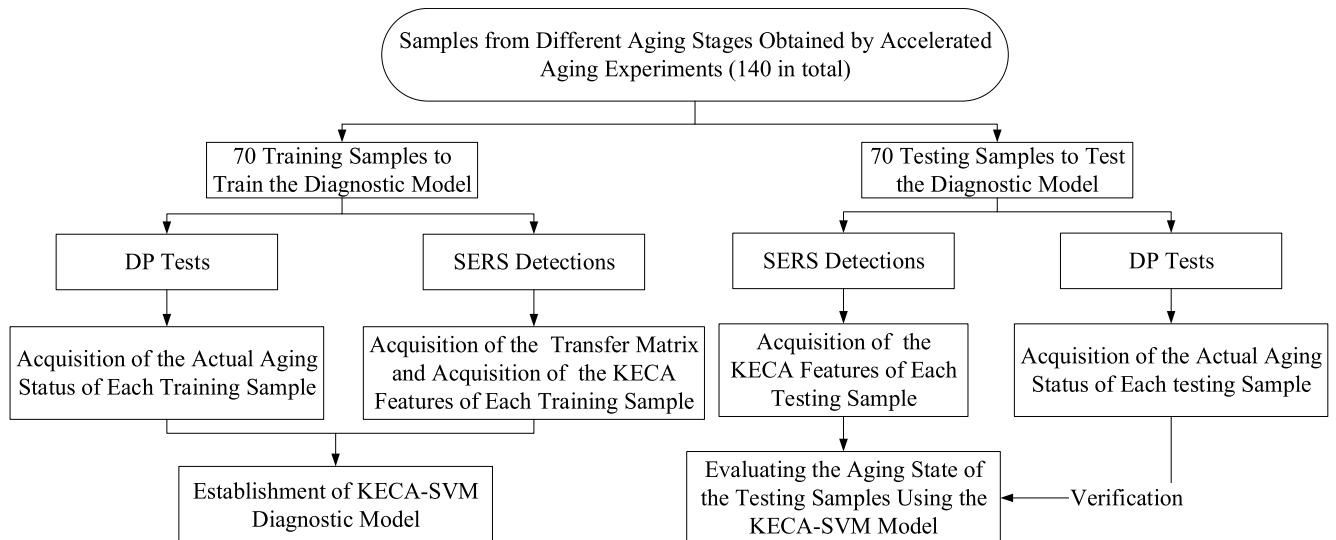 Samples from Different Aging Stages Obtained by Accelerated
Aging Experiments (140 in total)
70 Training Samples to
Train the Diagnostic Model
70 Testing Samples to Test
the Diagnostic Model
DP Tests
SERS Detections
SERS Detections
DP Tests
Acquisition of the Actual Aging
Status of Each Training Sample
Acquisition of the Transfer Matrix
and Acquisition of the KECA
Features of Each Training Sample
Acquisition of the
KECA Features of Each
Testing Sample
Acquisition of the Actual Aging
Status of Each testing Sample
Establishment of KECA-SVM
Diagnostic Model
Evaluating the Aging State of
the Testing Samples Using the
KECA-SVM Model
Verification